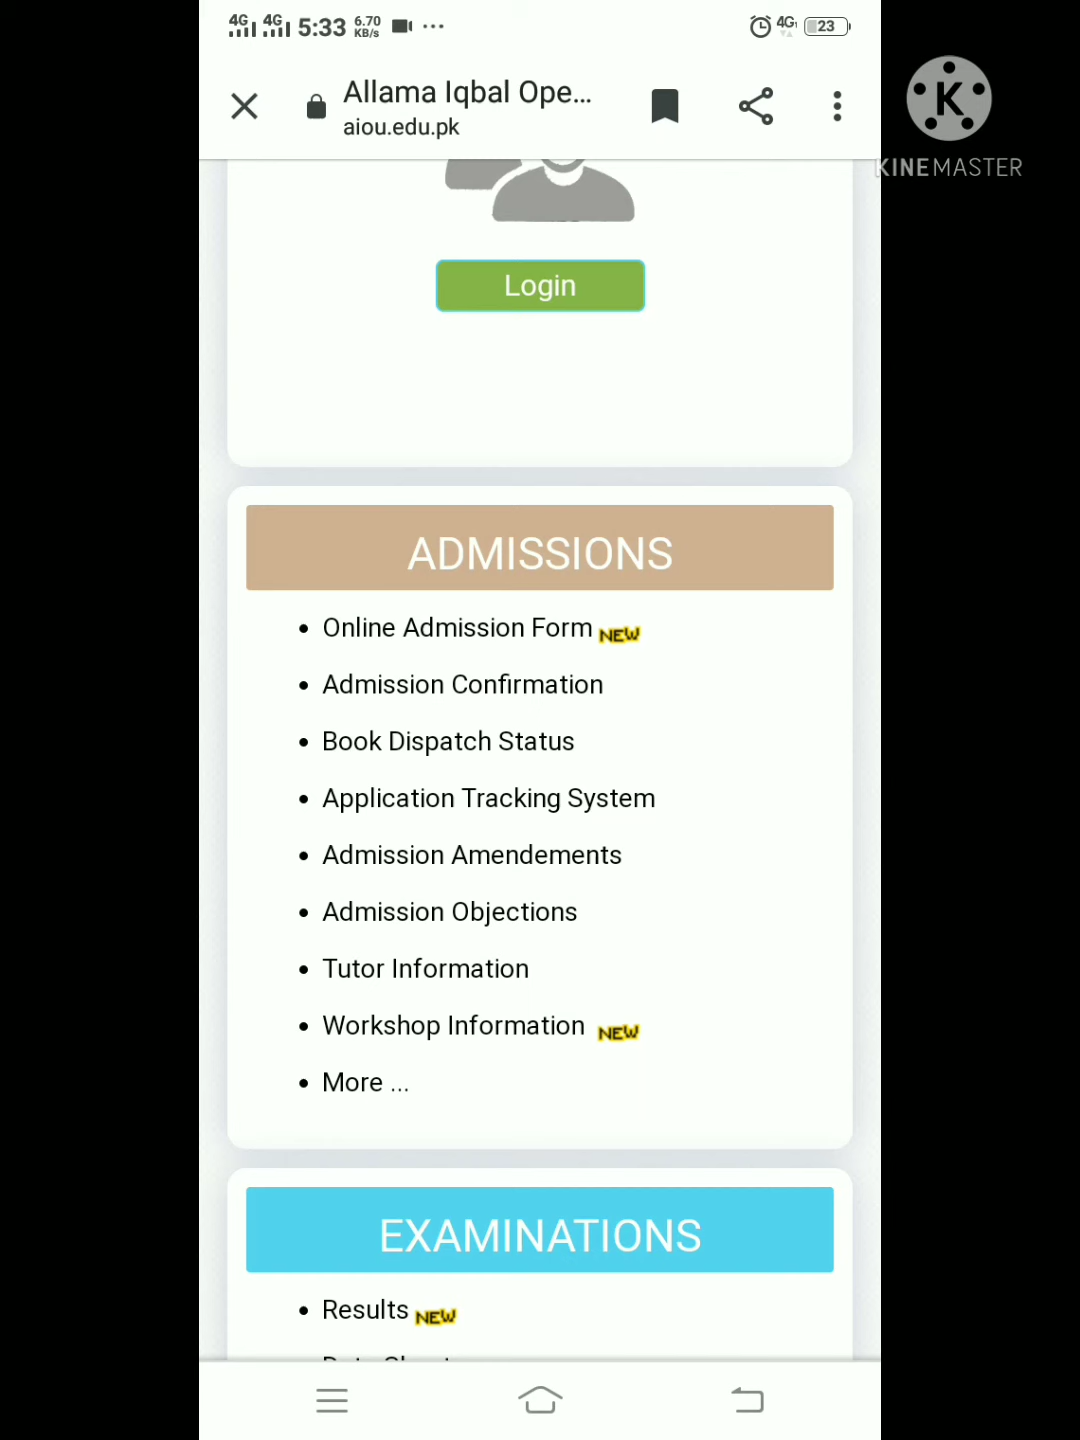 4G 4G 5:33 6.70 KB/s 4G 23
Allama Iqbal Ope...
aiou.edu.pk
K
KINEMASTER
Login
ADMISSIONS
Online Admission Form NEW
Admission Confirmation
Book Dispatch Status
Application Tracking System
Admission Amendements
Admission Objections
Tutor Information
Workshop Information NEW
More ...
EXAMINATIONS
Results NEW